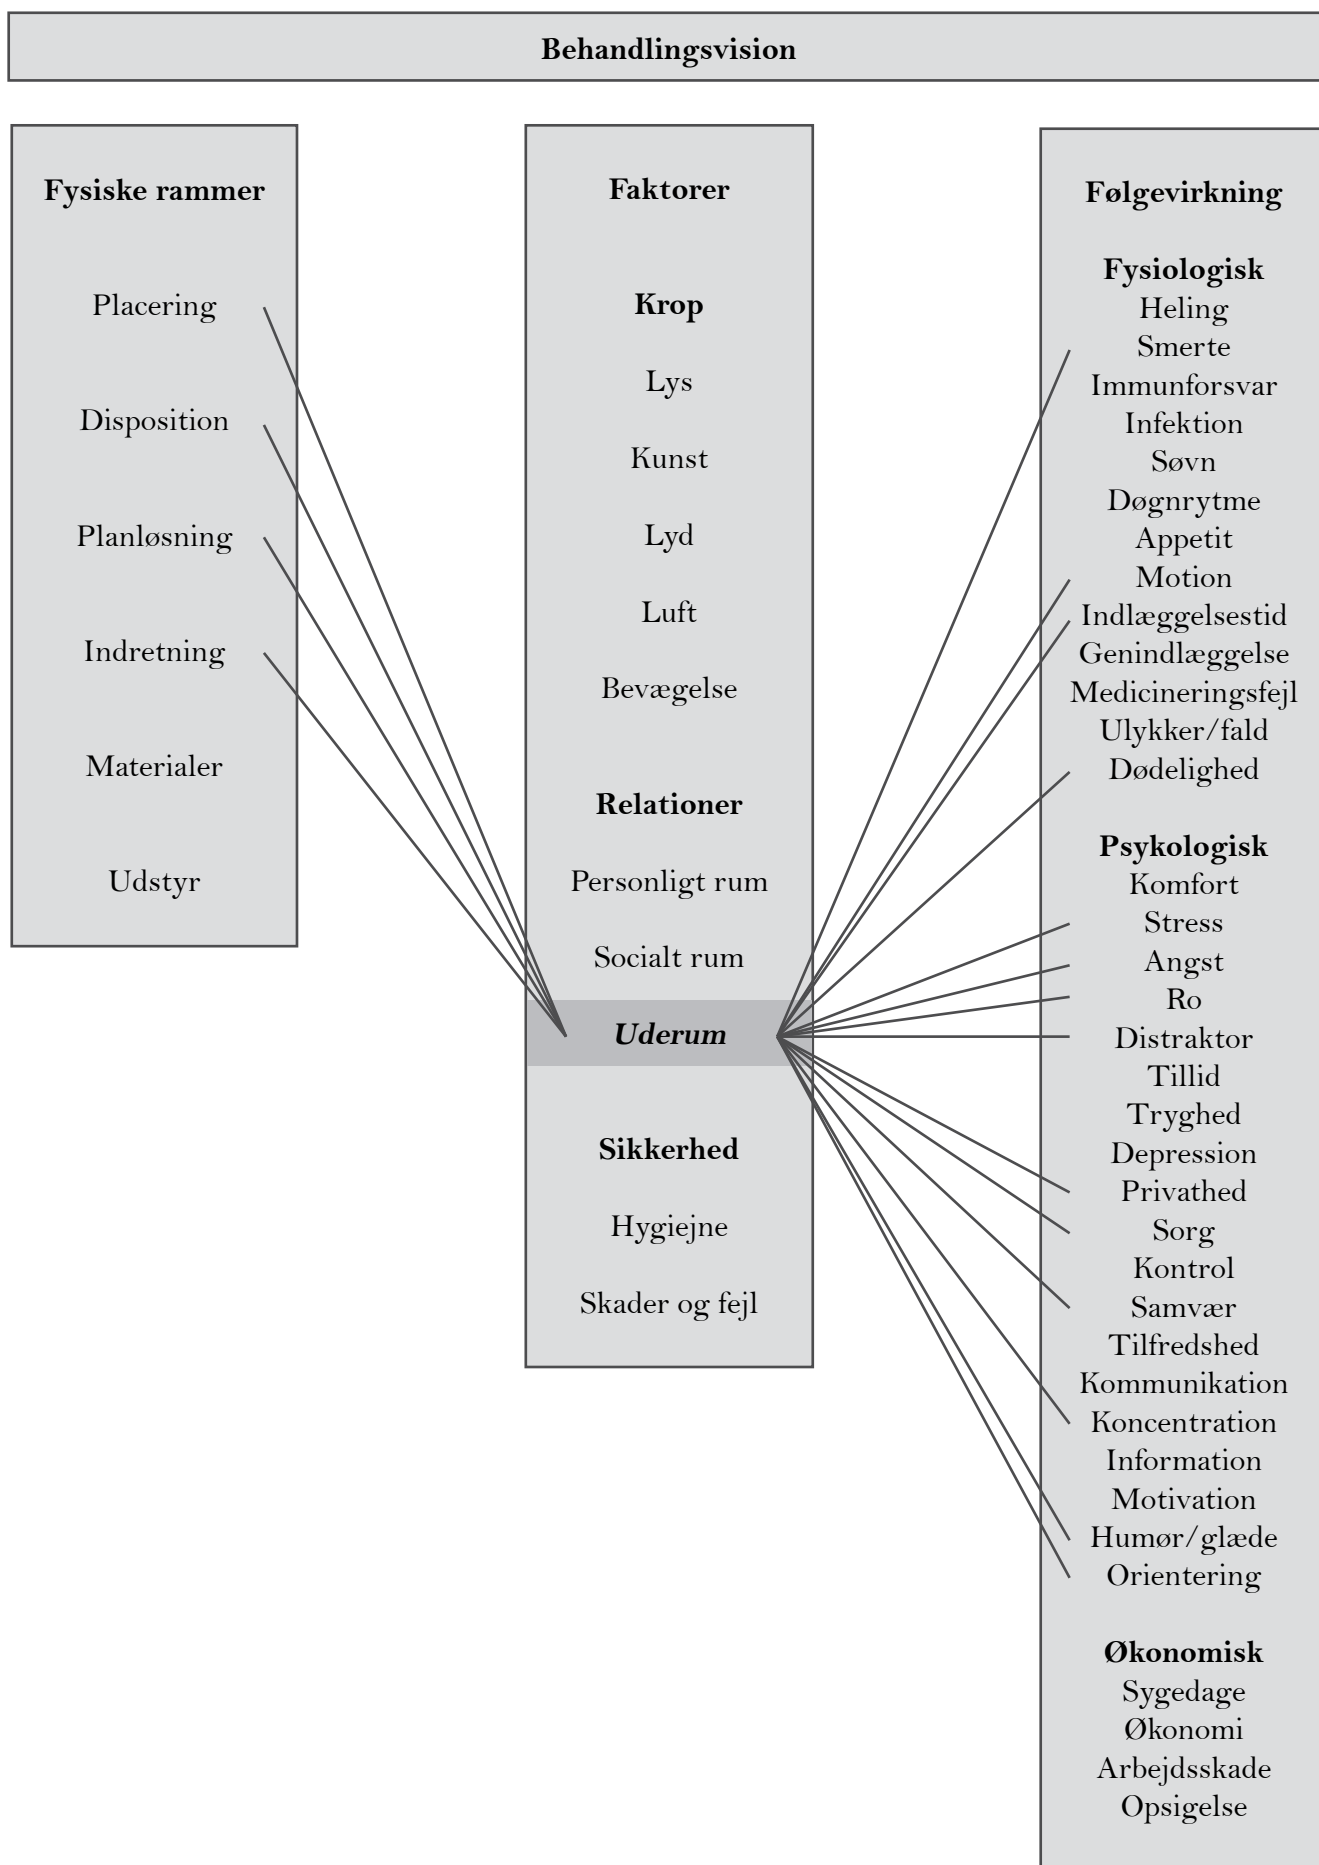 Behandlingsvision
Fysiske rammer
Placering
Disposition
Planløsning
Indretning
Materialer
Udstyr
Faktorer
Krop
Lys
Kunst
Lyd
Luft
Bevægelse
Relationer
Personligt rum
Socialt rum
Uderum
Sikkerhed
Hygiejne
Skader og fejl
Følgevirkning
Fysiologisk
Heling
Smerte
Immunforsvar
Infektion
Søvn
Døgnrytme
Appetit
Motion
Indlæggelsestid
Genindlæggelse
Medicineringsfejl
Ulykker/fald
Dødelighed
Psykologisk
Komfort
Stress
Angst
Ro
Distraktor
Tillid
Tryghed
Depression
Privathed
Sorg
Kontrol
Samvær
Tilfredshed
Kommunikation
Koncentration
Information
Motivation
Humør/glæde
Orientering
Økonomisk
Sygedage
Økonomi
Arbejdsskade
Opsigelse